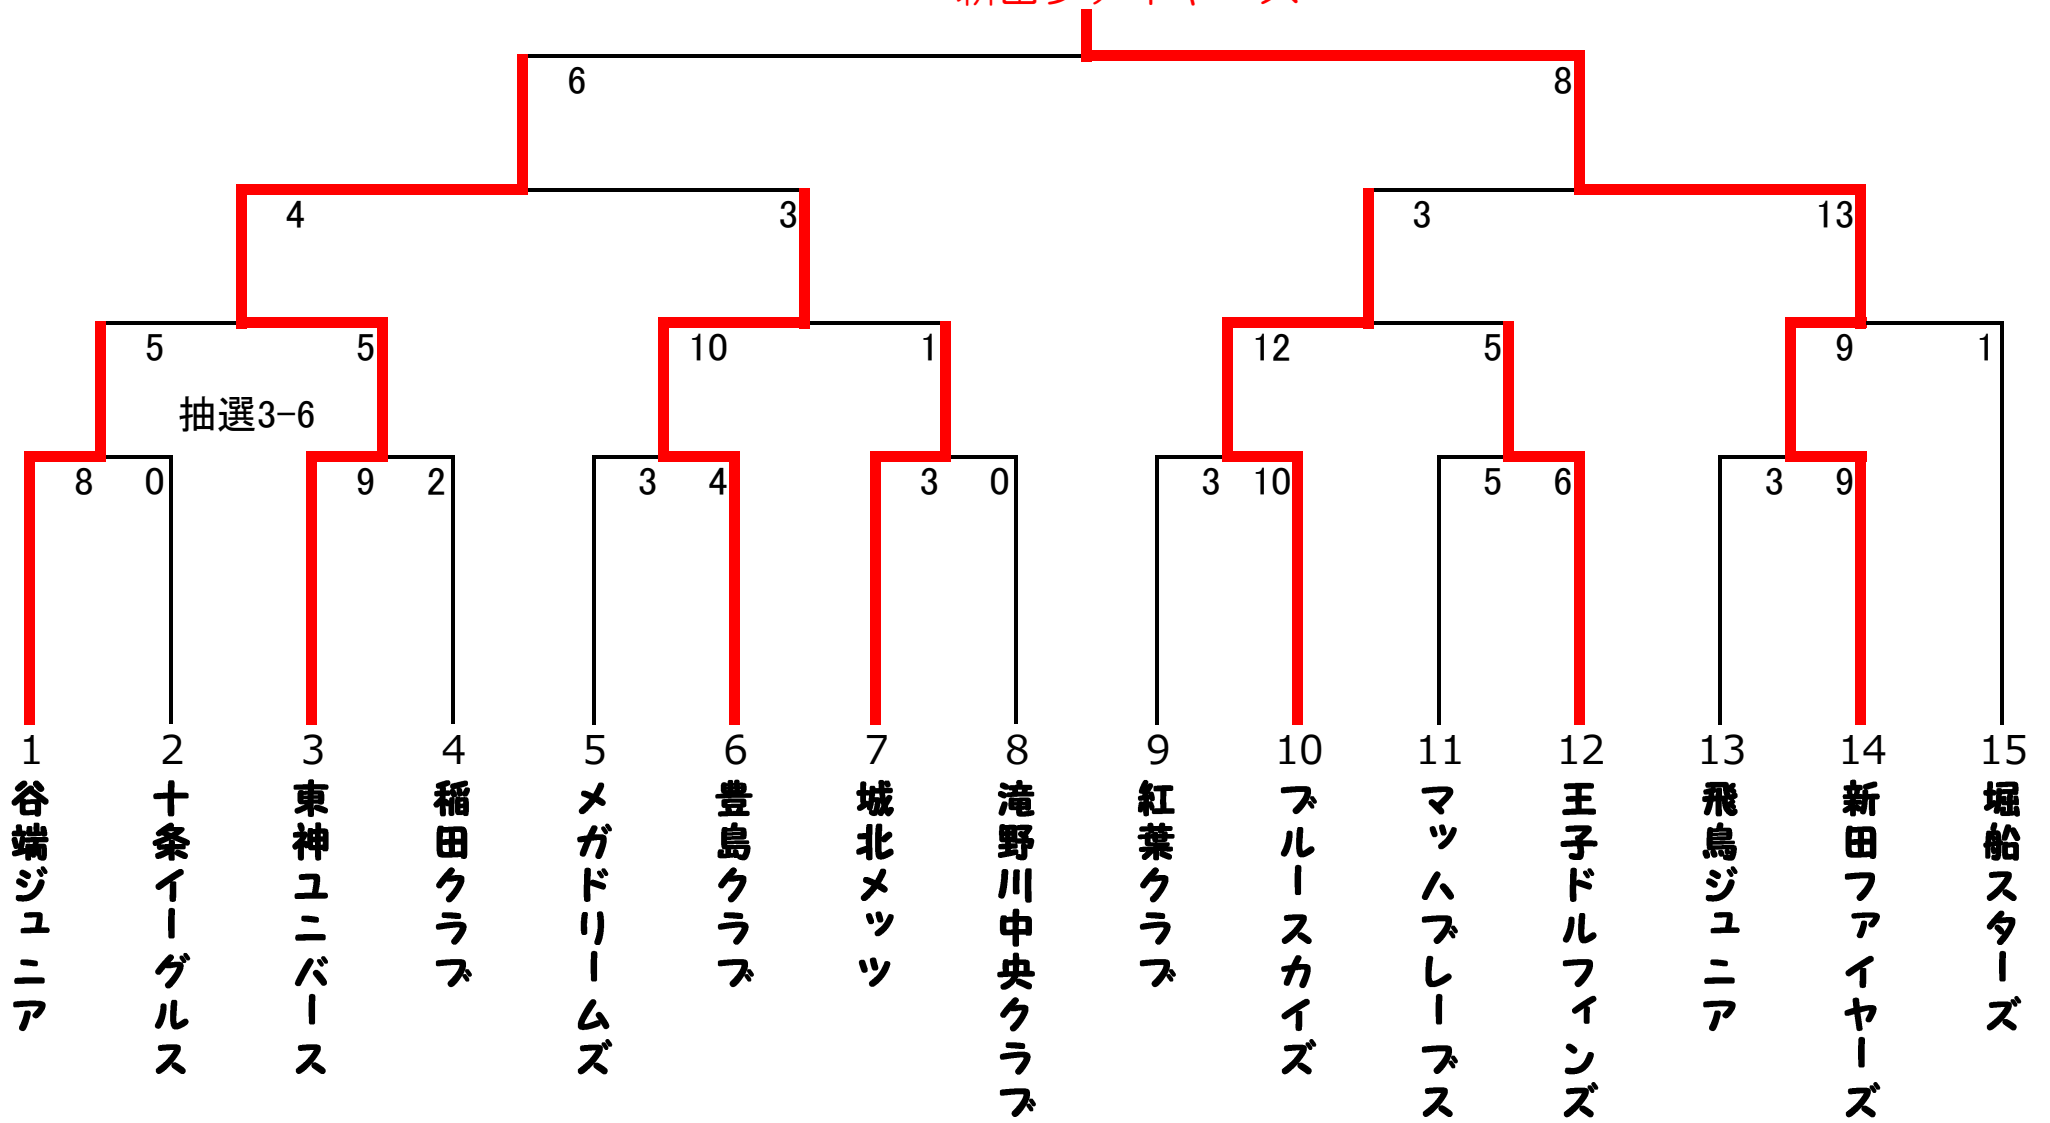 6 8
4 3 3 13
5 5 10 1 12 5 9 1
抽選3-6
8 0 9 2 3 4 3 0 3 10 5 6 3 9
1 2 3 4 5 6 7 8 9 10 11 12 13 14 15
谷端ジュニア
十条イーグルス
東神ユニバース
稲田クラブ
メガドリームズ
豊島クラブ
城北メッツ
滝野川中央クラブ
紅葉クラブ
ブルースカイズ
マッハブレーブス
王子ドルフィンズ
飛鳥ジュニア
新田ファイヤーズ
堀船スターズ